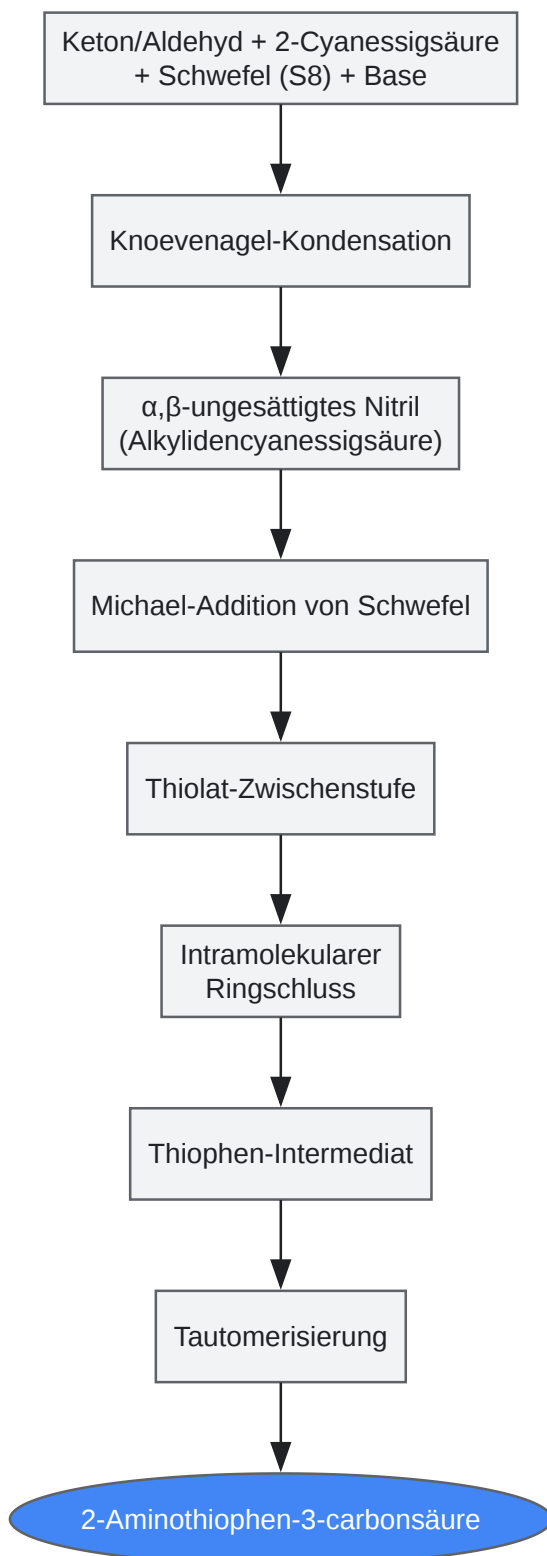 Keton/Aldehyd + 2-Cyanessigsäure
+ Schwefel (S8) + Base
Knoevenagel-Kondensation
α,β-ungesättigtes Nitril
(Alkylidencyanessigsäure)
Michael-Addition von Schwefel
Thiolat-Zwischenstufe
Intramolekularer
Ringschluss
Thiophen-Intermediat
Tautomerisierung
2-Aminothiophen-3-carbonsäure